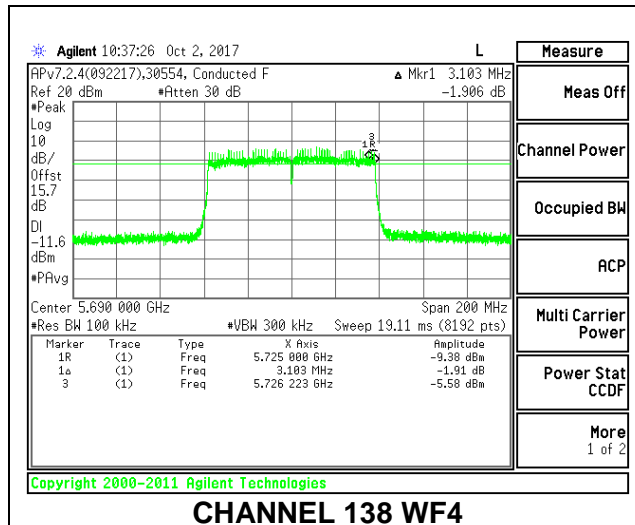 Agilent 10:37:26 Oct 2, 2017 L
APv7.2.4(092217),30554, Conducted F
Δ Mkr1 3.103 MHz
Ref 20 dBm #Atten 30 dB -1.906 dB
#Peak
Log
10
dB/
Offst
15.7
dB
DI
-11.6
dBm
#PAvg
1R
3
Center 5.690 000 GHz Span 200 MHz
#Res BW 100 kHz #VBW 300 kHz Sweep 19.11 ms (8192 pts)
Marker Trace Type X Axis Amplitude
1R (1) Freq 5.725 000 GHz -9.38 dBm
1Δ (1) Freq 3.103 MHz -1.91 dB
3 (1) Freq 5.726 223 GHz -5.58 dBm
Measure
Meas Off
Channel Power
Occupied BW
ACP
Multi Carrier
Power
Power Stat
CCDF
More
1 of 2
Copyright 2000-2011 Agilent Technologies
CHANNEL 138 WF4